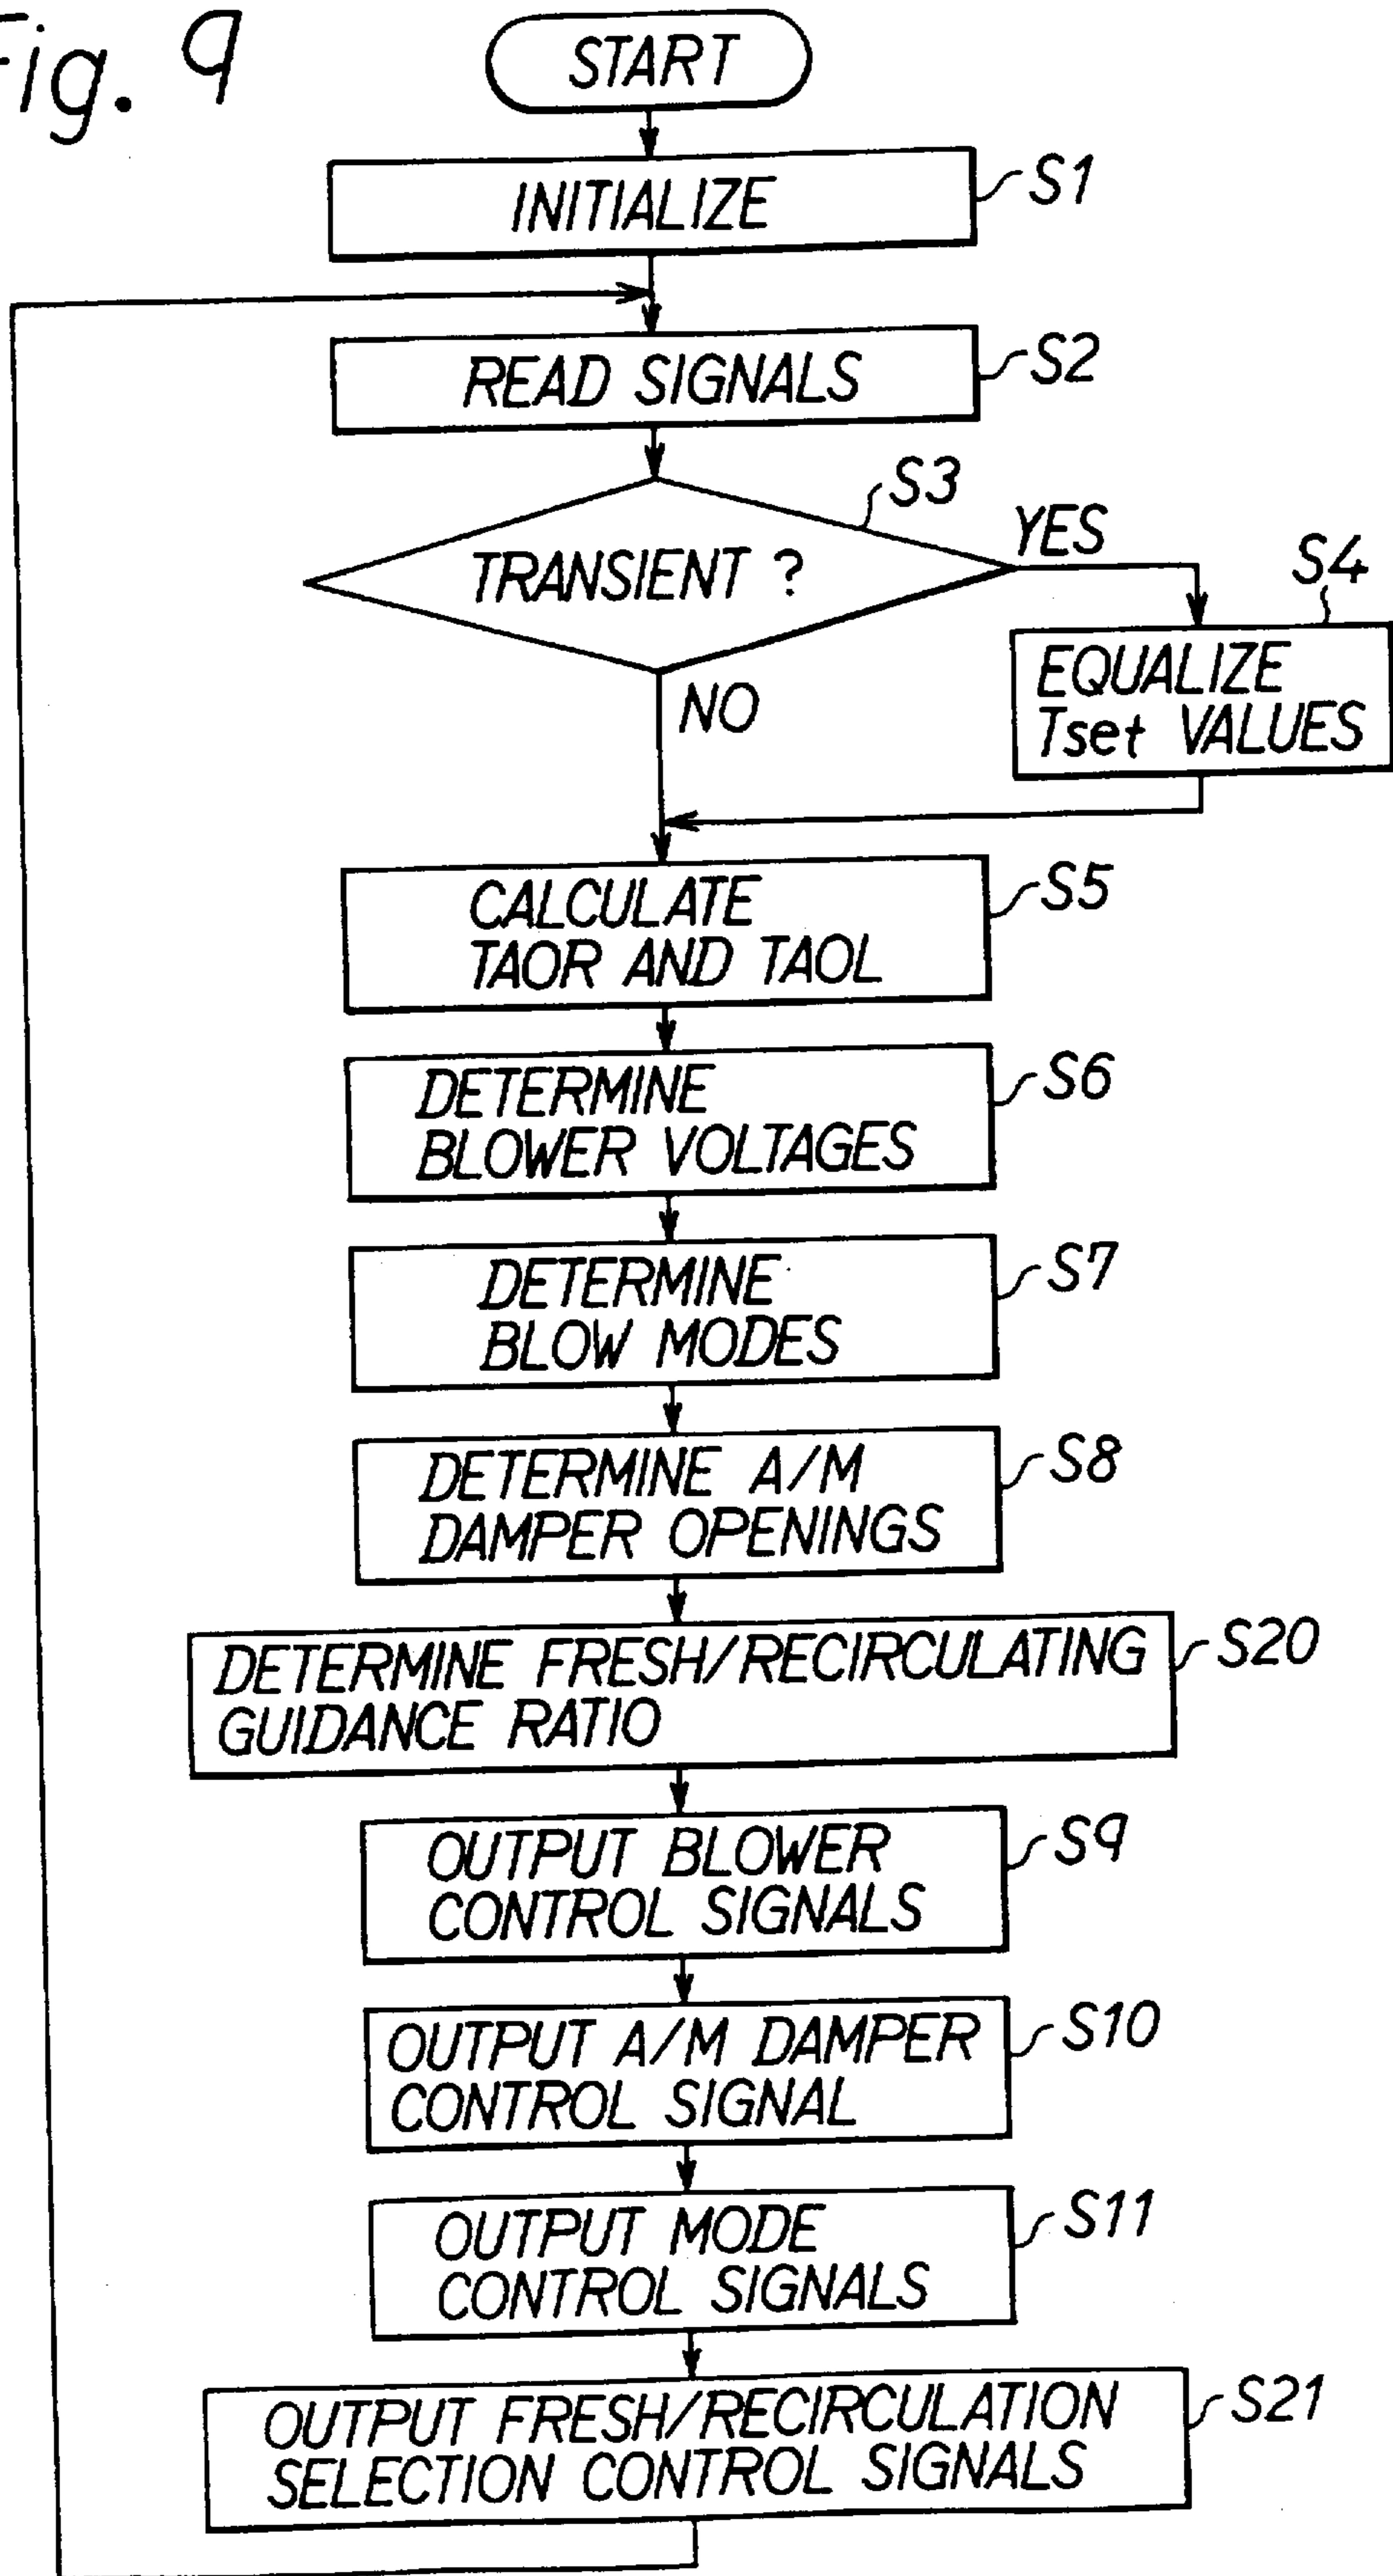 Fig. 9
START
INITIALIZE
S1
READ SIGNALS
S2
S3
TRANSIENT ?
YES
S4
EQUALIZE
Tset VALUES
NO
CALCULATE
TAOR AND TAOL
S5
DETERMINE
BLOWER VOLTAGES
S6
DETERMINE
BLOW MODES
S7
DETERMINE A/M
DAMPER OPENINGS
S8
DETERMINE FRESH/RECIRCULATING
GUIDANCE RATIO
S20
OUTPUT BLOWER
CONTROL SIGNALS
S9
OUTPUT A/M DAMPER
CONTROL SIGNAL
S10
OUTPUT MODE
CONTROL SIGNALS
S11
OUTPUT FRESH/RECIRCULATION
SELECTION CONTROL SIGNALS
S21